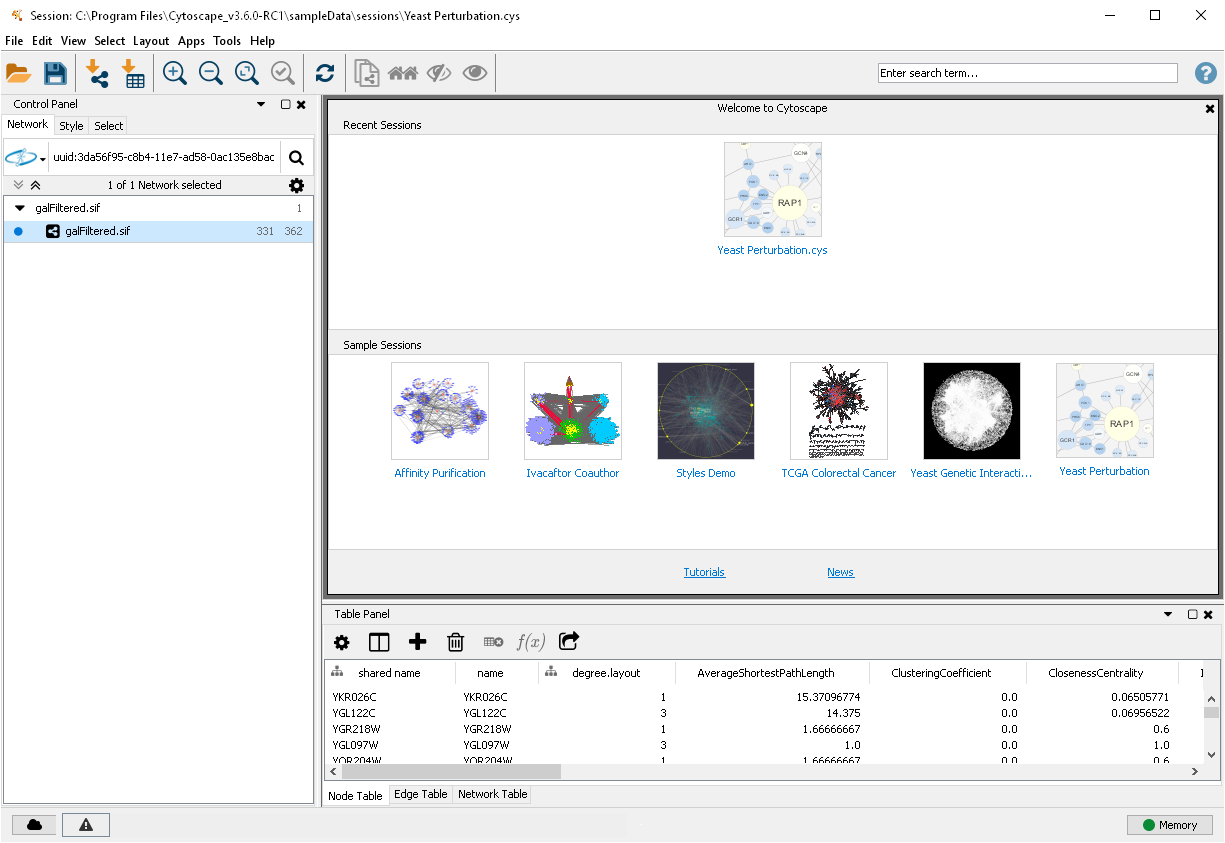 Session: C:\Program Files\Cytoscape_v3.6.0-RC1\sampleData\sessions\Yeast Perturbation.cys
File Edit View Select Layout Apps Tools Help
Enter search term...
Control Panel
Network Style Select
uuid:3da56f95-c8b4-11e7-ad58-0ac135e8bac
1 of 1 Network selected
galFiltered.sif 1
galFiltered.sif 331 362
Welcome to Cytoscape
Recent Sessions
GCN4
RAP1
GCR1
Yeast Perturbation.cys
Sample Sessions
GCN4
RAP1
GCR1
Affinity Purification
Ivacaftor Coauthor
Styles Demo
TCGA Colorectal Cancer
Yeast Genetic Interacti...
Yeast Perturbation
Tutorials News
Table Panel
f(x)
shared name name degree.layout AverageShortestPathLength ClusteringCoefficient ClosenessCentrality
YKR026C YKR026C 1 15.37096774 0.0 0.06505771
YGL122C YGL122C 3 14.375 0.0 0.06956522
YGR218W YGR218W 1 1.66666667 0.0 0.6
YGL097W YGL097W 3 1.0 0.0 1.0
YOR204W YOR204W 1 1.66666667 0.0 0.6
Node Table Edge Table Network Table
Memory